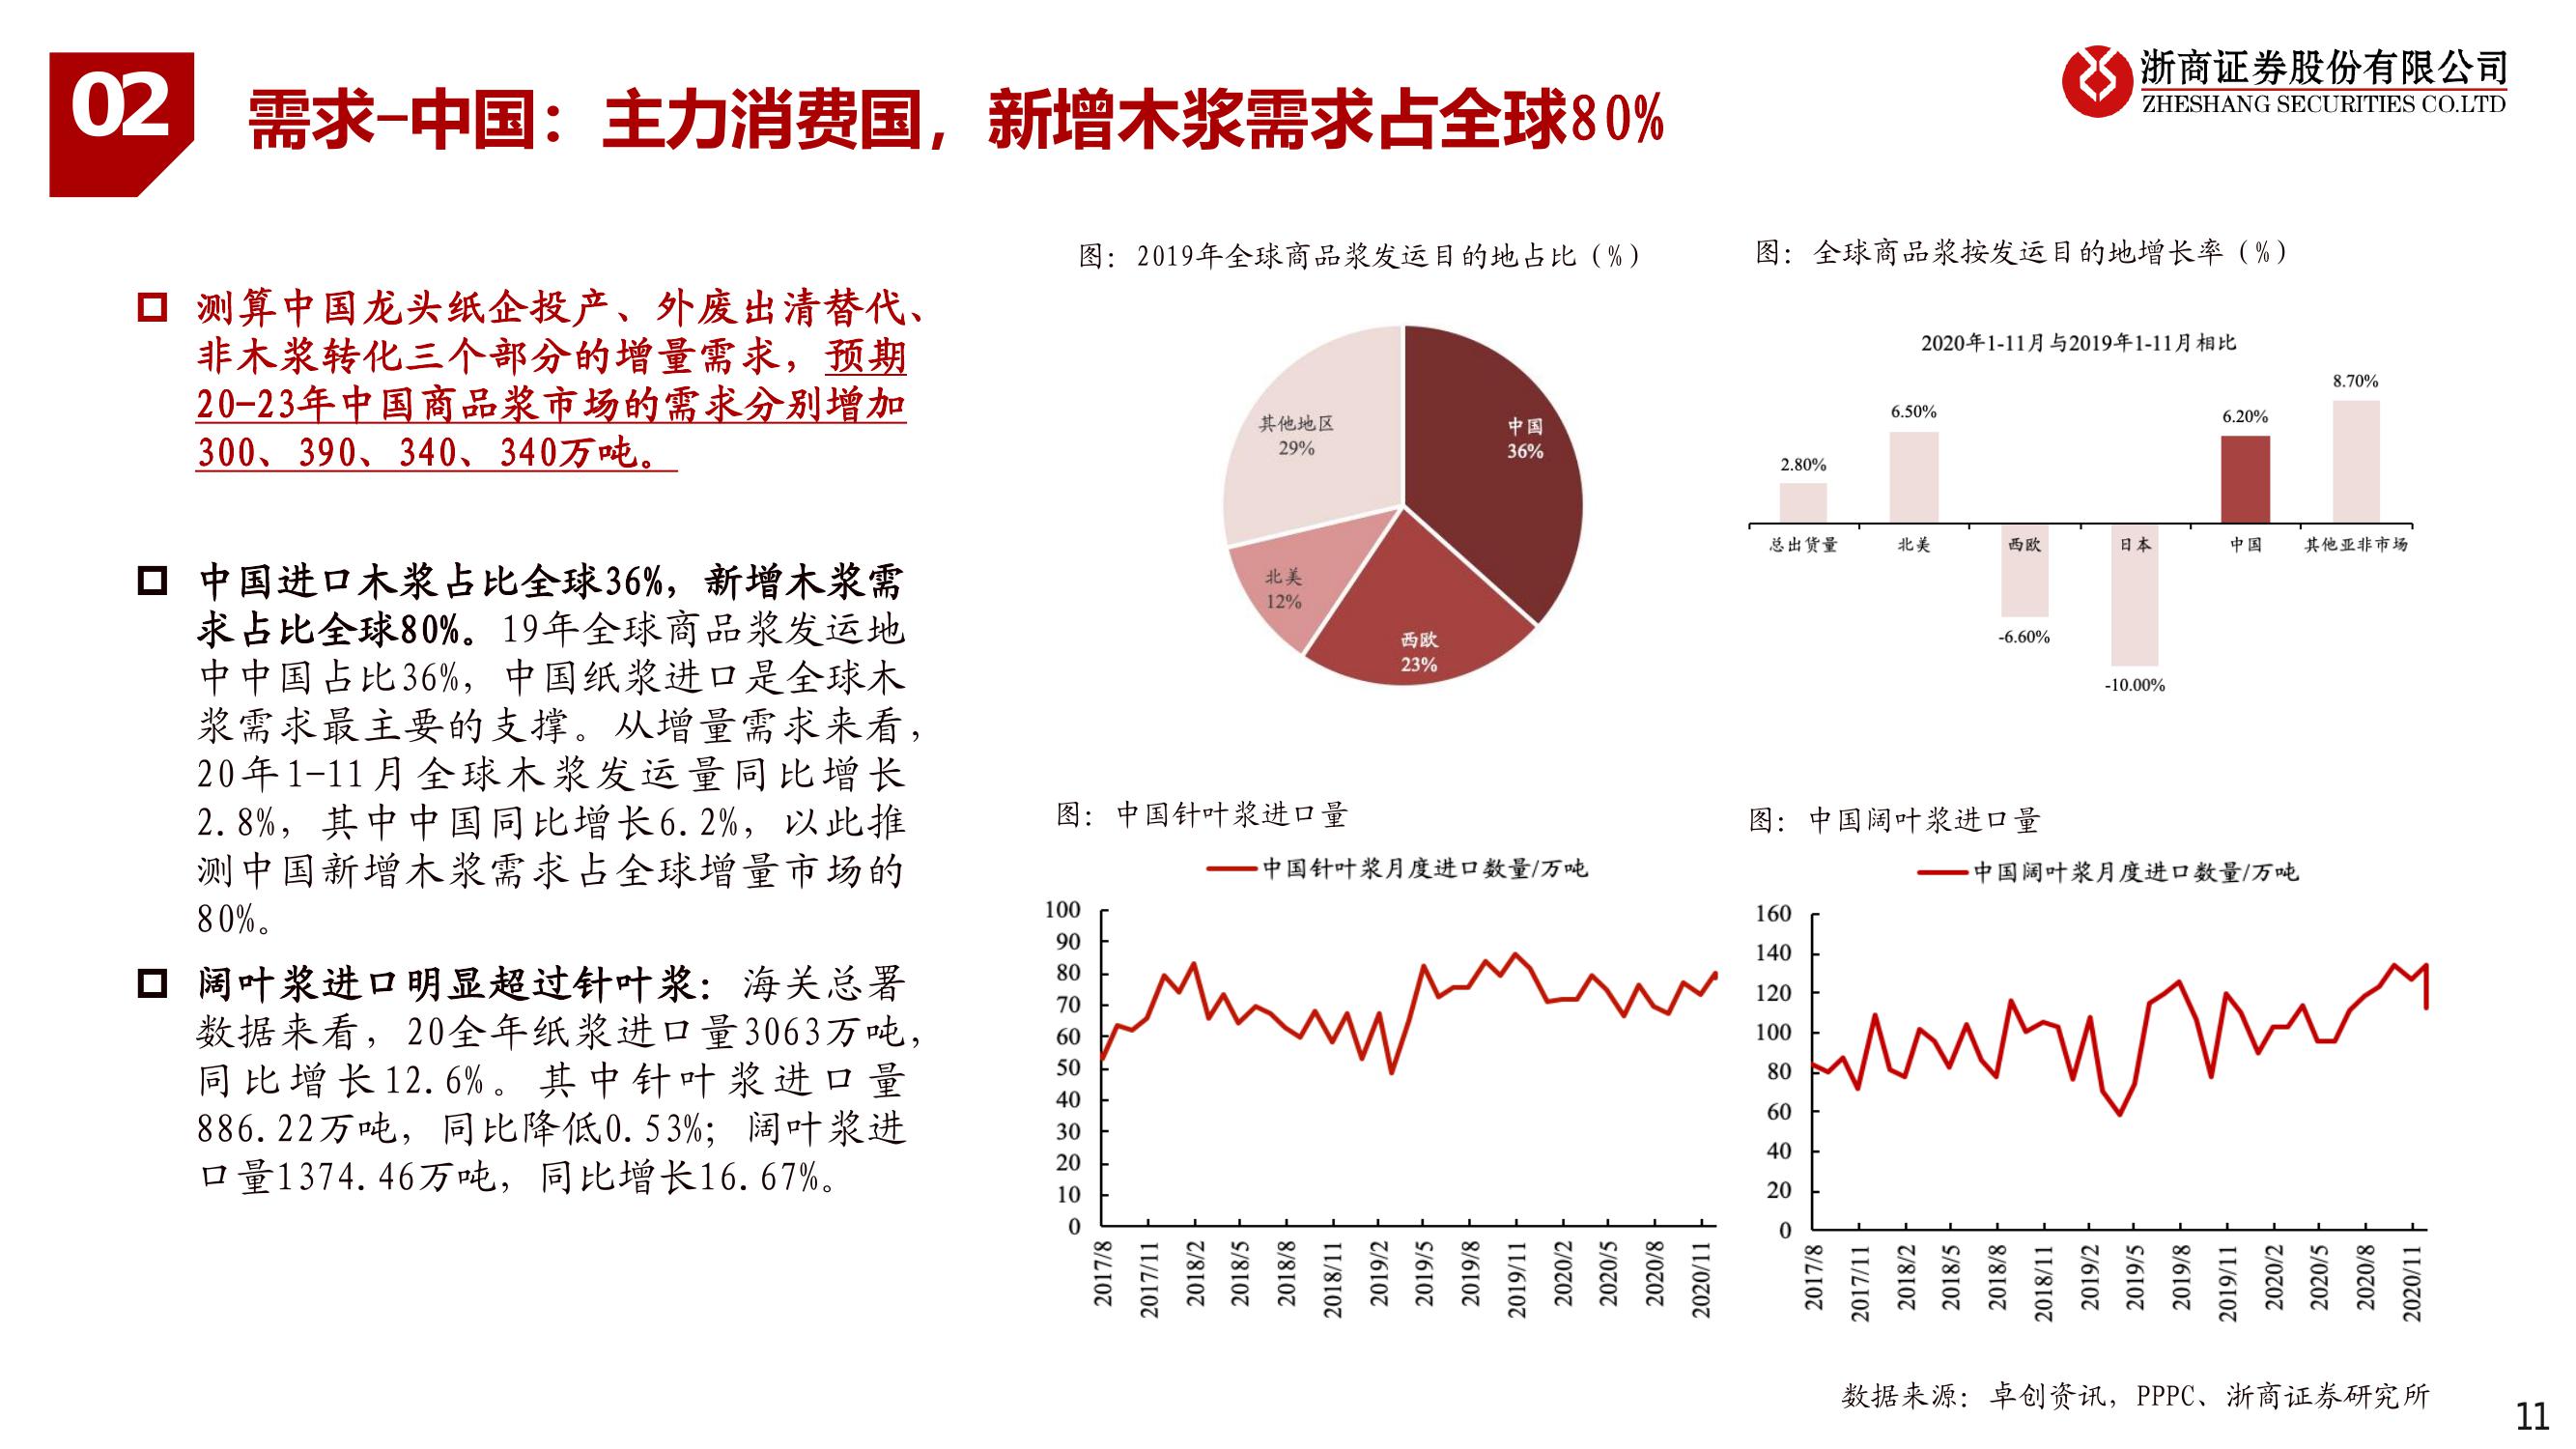 02
需求-中国：主力消费国，新增木浆需求占全球80%
浙商证券股份有限公司
ZHESHANG SECURITIES CO.LTD
测算中国龙头纸企投产、外废出清替代、
非木浆转化三个部分的增量需求，预期
20-23年中国商品浆市场的需求分别增加
300、390、340、340万吨。
中国进口木浆占比全球36%，新增木浆需
求占比全球80%。19年全球商品浆发运地
中中国占比36%，中国纸浆进口是全球木
浆需求最主要的支撑。从增量需求来看，
20年1-11月全球木浆发运量同比增长
2.8%，其中中国同比增长6.2%，以此推
测中国新增木浆需求占全球增量市场的
80%。
阔叶浆进口明显超过针叶浆：海关总署
数据来看，20全年纸浆进口量3063万吨，
同比增长12.6%。其中针叶浆进口量
886.22万吨，同比降低0.53%；阔叶浆进
口量1374.46万吨，同比增长16.67%。
图：2019年全球商品浆发运目的地占比（%）
其他地区
29%
中国
36%
北美
12%
西欧
23%
图：全球商品浆按发运目的地增长率（%）
2020年1-11月与2019年1-11月相比
2.80%
6.50%
-6.60%
-10.00%
6.20%
8.70%
总出货量
北美
西欧
日本
中国
其他亚非市场
图：中国针叶浆进口量
中国针叶浆月度进口数量/万吨
100
90
80
70
60
50
40
30
20
10
0
2017/8
2017/11
2018/2
2018/5
2018/8
2018/11
2019/2
2019/5
2019/8
2019/11
2020/2
2020/5
2020/8
2020/11
图：中国阔叶浆进口量
中国阔叶浆月度进口数量/万吨
160
140
120
100
80
60
40
20
0
2017/8
2017/11
2018/2
2018/5
2018/8
2018/11
2019/2
2019/5
2019/8
2019/11
2020/2
2020/5
2020/8
2020/11
数据来源：卓创资讯，PPPC、浙商证券研究所
11